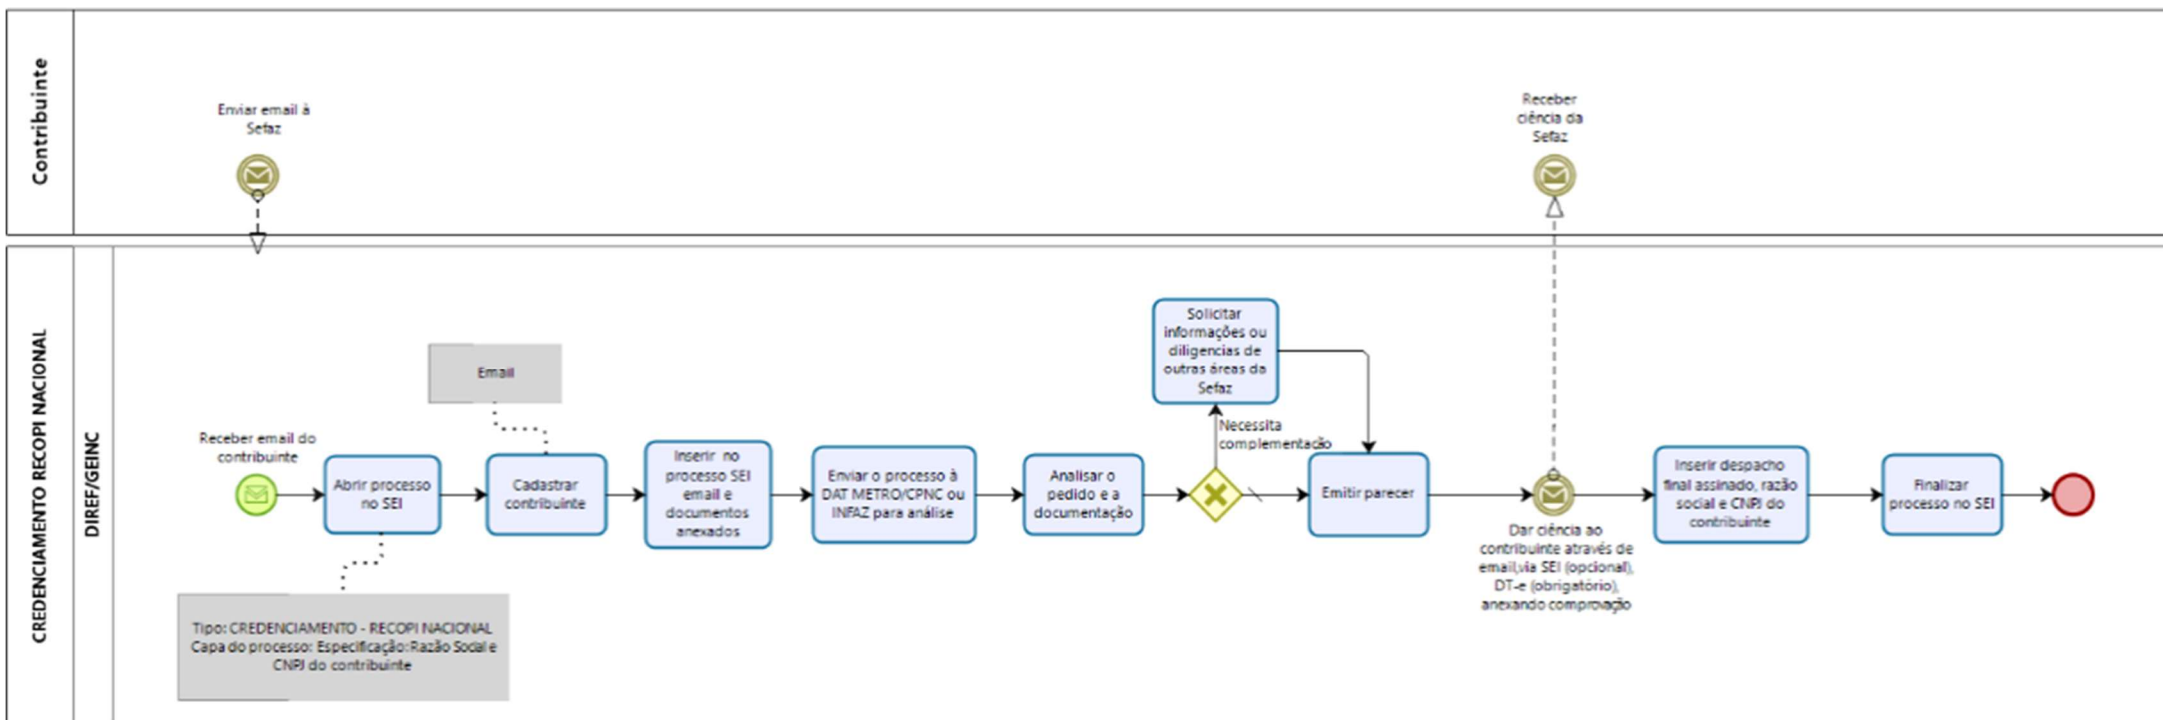 Contribuinte
Enviar email à
Sefaz
Receber
ciência da
Sefaz
CREDENCIAMENTO RECOPI NACIONAL
DIREF/GEINC
Receber email do
contribuinte
Abrir processo
no SEI
Tipo: CREDENCIAMENTO - RECOPI NACIONAL
Capa do processo: Especificação:Razão Social e
CNPJ do contribuinte
Email
Cadastrar
contribuinte
Inserir no
processo SEI
email e
documentos
anexados
Enviar o processo à
DAT METRO/CPNC ou
INFAZ para análise
Analisar o
pedido e a
documentação
Necessita
complementação
Solicitar
informações ou
diligencias de
outras áreas da
Sefaz
Emitir parecer
Dar ciência ao
contribuinte através de
email,via SEI (opcional),
DT-e (obrigatório),
anexando comprovação
Inserir despacho
final assinado, razão
social e CNPJ do
contribuinte
Finalizar
processo no SEI